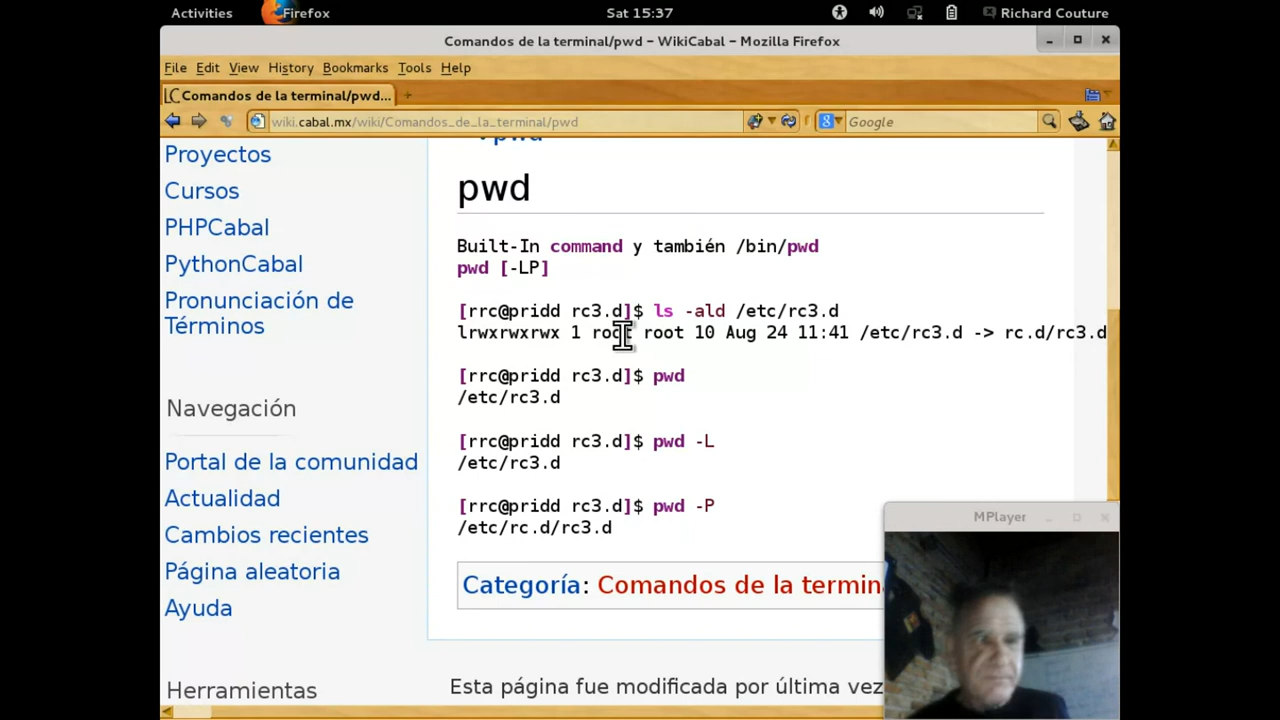 Activities Firefox Sat 15:37 Richard Couture
Comandos de la terminal/pwd - WikiCabal - Mozilla Firefox
File Edit View History Bookmarks Tools Help
Comandos de la terminal/pwd...
wiki.cabal.mx/wiki/Comandos_de_la_terminal/pwd Google
Proyectos
Cursos
PHPCabal
PythonCabal
Pronunciación de
Términos
Navegación
Portal de la comunidad
Actualidad
Cambios recientes
Página aleatoria
Ayuda
Herramientas
pwd
pwd
Built-In command y también /bin/pwd
pwd [-LP]
[rrc@pridd rc3.d]$ ls -ald /etc/rc3.d
lrwxrwxrwx 1 root root 10 Aug 24 11:41 /etc/rc3.d -> rc.d/rc3.d
[rrc@pridd rc3.d]$ pwd
/etc/rc3.d
[rrc@pridd rc3.d]$ pwd -L
/etc/rc3.d
[rrc@pridd rc3.d]$ pwd -P
/etc/rc.d/rc3.d
Categoría: Comandos de la termin
Esta página fue modificada por última vez
MPlayer